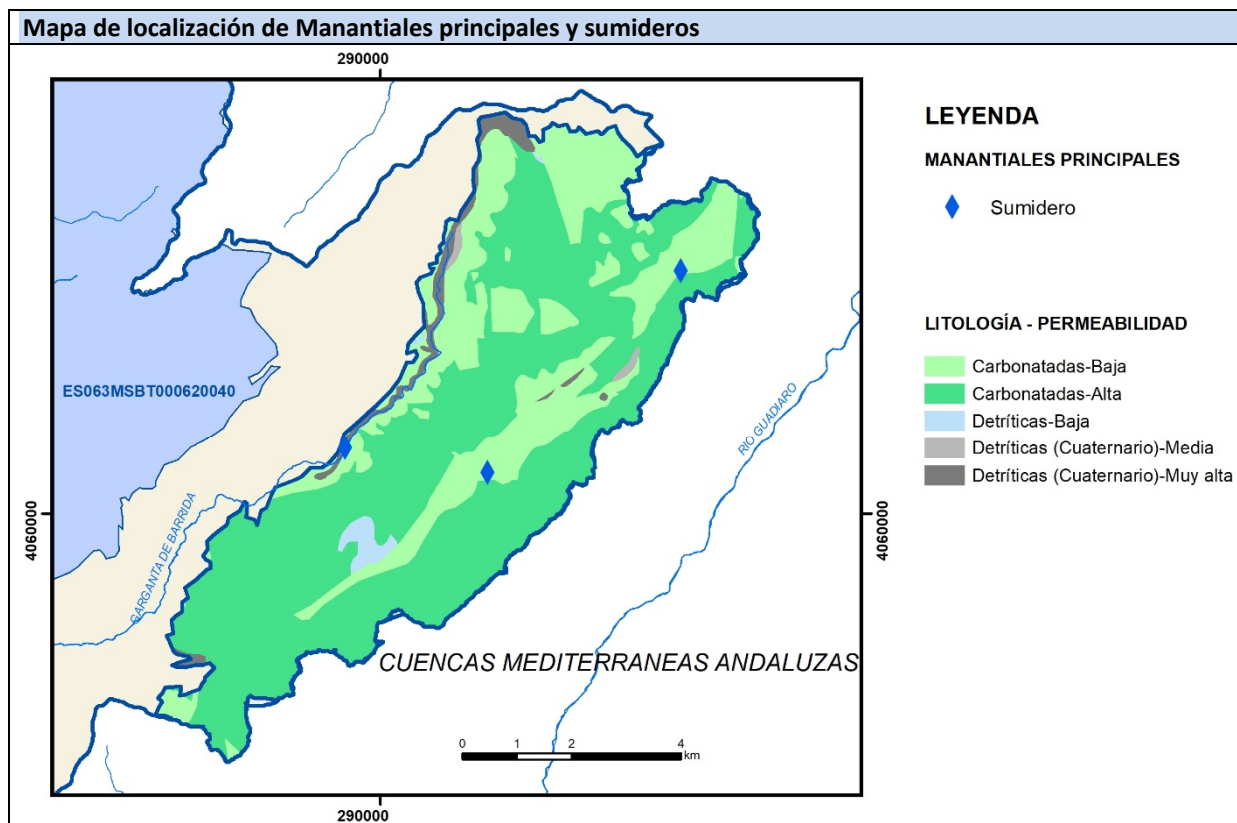 Mapa de localización de Manantiales principales y sumideros
290000
LEYENDA
MANANTIALES PRINCIPALES
Sumidero
LITOLOGÍA - PERMEABILIDAD
Carbonatadas-Baja
Carbonatadas-Alta
Detríticas-Baja
Detríticas (Cuaternario)-Media
Detríticas (Cuaternario)-Muy alta
ES063MSBT000620040
RIO GUADIARO
4060000
4060000
GARGANTA DE BARRIDA
CUENCAS MEDITERRANEAS ANDALUZAS
0 1 2 4
km
290000